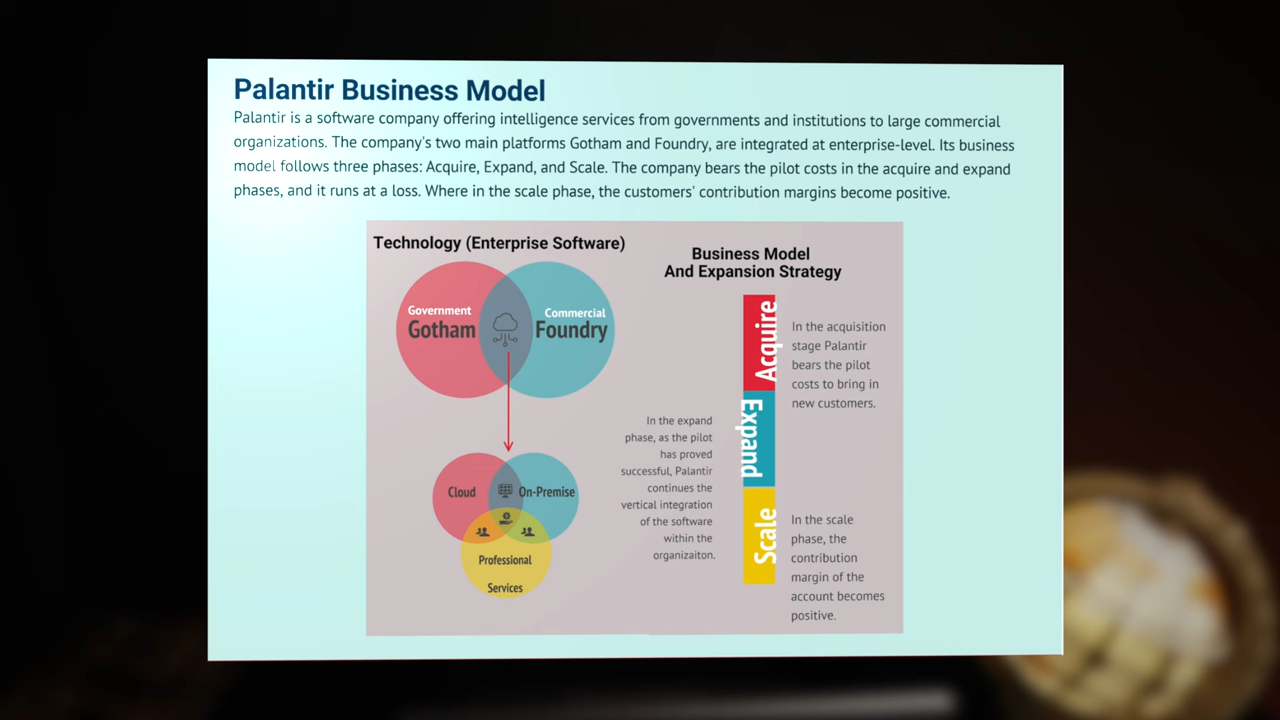 Palantir Business Model
Palantir is a software company offering intelligence services from governments and institutions to large commercial
organizations. The company's two main platforms Gotham and Foundry, are integrated at enterprise-level. Its business
model follows three phases: Acquire, Expand, and Scale. The company bears the pilot costs in the acquire and expand
phases, and it runs at a loss. Where in the scale phase, the customers' contribution margins become positive.
Technology (Enterprise Software)
Government
Gotham
Commercial
Foundry
Cloud
On-Premise
Professional
Services
Business Model
And Expansion Strategy
Acquire
In the acquisition
stage Palantir
bears the pilot
costs to bring in
new customers.
Expand
In the expand
phase, as the pilot
has proved
successful, Palantir
continues the
vertical integration
of the software
within the
organizaiton.
Scale
In the scale
phase, the
contribution
margin of the
account becomes
positive.